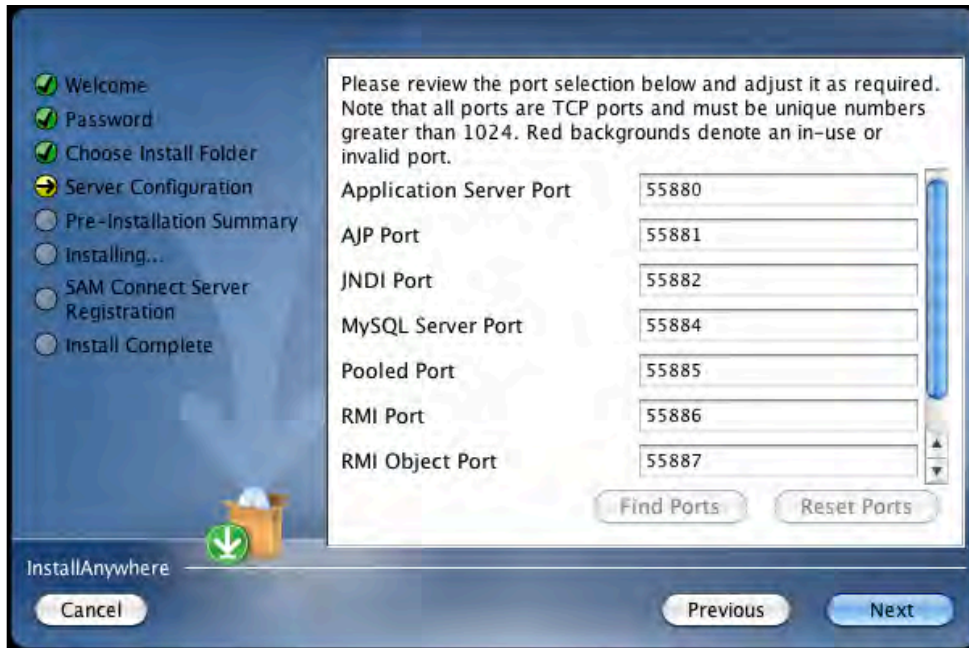 Welcome
Password
Choose Install Folder
Server Configuration
Pre-Installation Summary
Installing...
SAM Connect Server
Registration
Install Complete
Please review the port selection below and adjust it as required.
Note that all ports are TCP ports and must be unique numbers
greater than 1024. Red backgrounds denote an in-use or
invalid port.
Application Server Port 55880
AJP Port 55881
JNDI Port 55882
MySQL Server Port 55884
Pooled Port 55885
RMI Port 55886
RMI Object Port 55887
Find Ports Reset Ports
InstallAnywhere
Cancel Previous Next